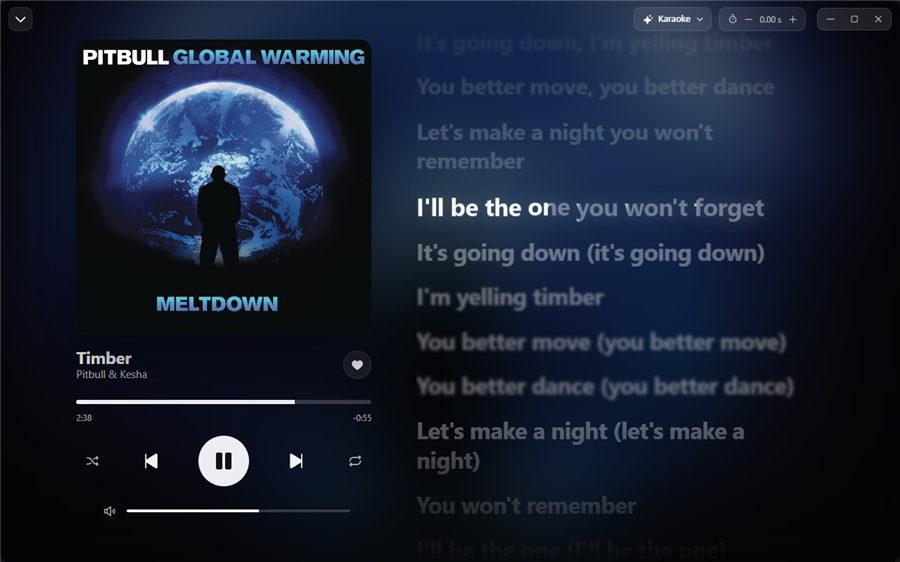 Karaoke
0.00 s
PITBULL GLOBAL WARMING
MELTDOWN
Timber
Pitbull & Kesha
2:38
-0:55
It's going down, I'm yelling timber
You better move, you better dance
Let's make a night you won't
remember
I'll be the one you won't forget
It's going down (it's going down)
I'm yelling timber
You better move (you better move)
You better dance (you better dance)
Let's make a night (let's make a
night)
You won't remember
I'll be the one (I'll be the one)